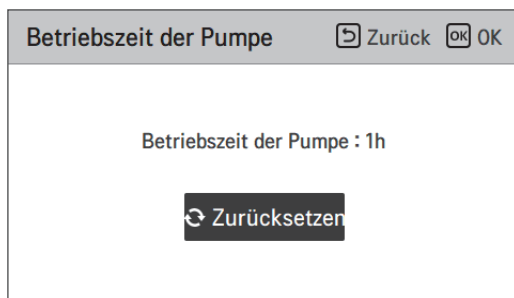 Betriebszeit der Pumpe Zurück OK OK
Betriebszeit der Pumpe : 1h
Zurücksetzen